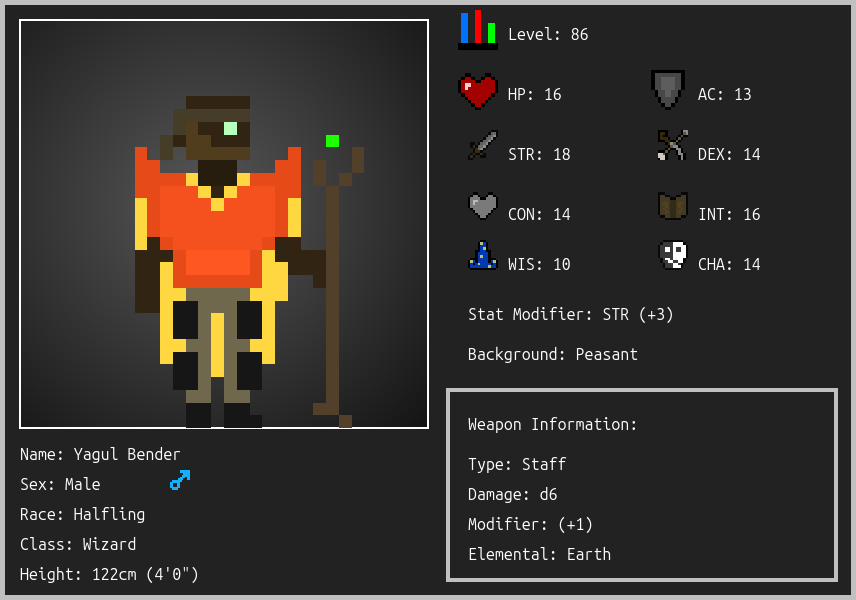 Level: 86
HP: 16
AC: 13
STR: 18
DEX: 14
CON: 14
INT: 16
WIS: 10
CHA: 14
Stat Modifier: STR (+3)
Background: Peasant
Weapon Information:
Type: Staff
Damage: d6
Modifier: (+1)
Elemental: Earth
Name: Yagul Bender
Sex: Male
Race: Halfling
Class: Wizard
Height: 122cm (4'0")